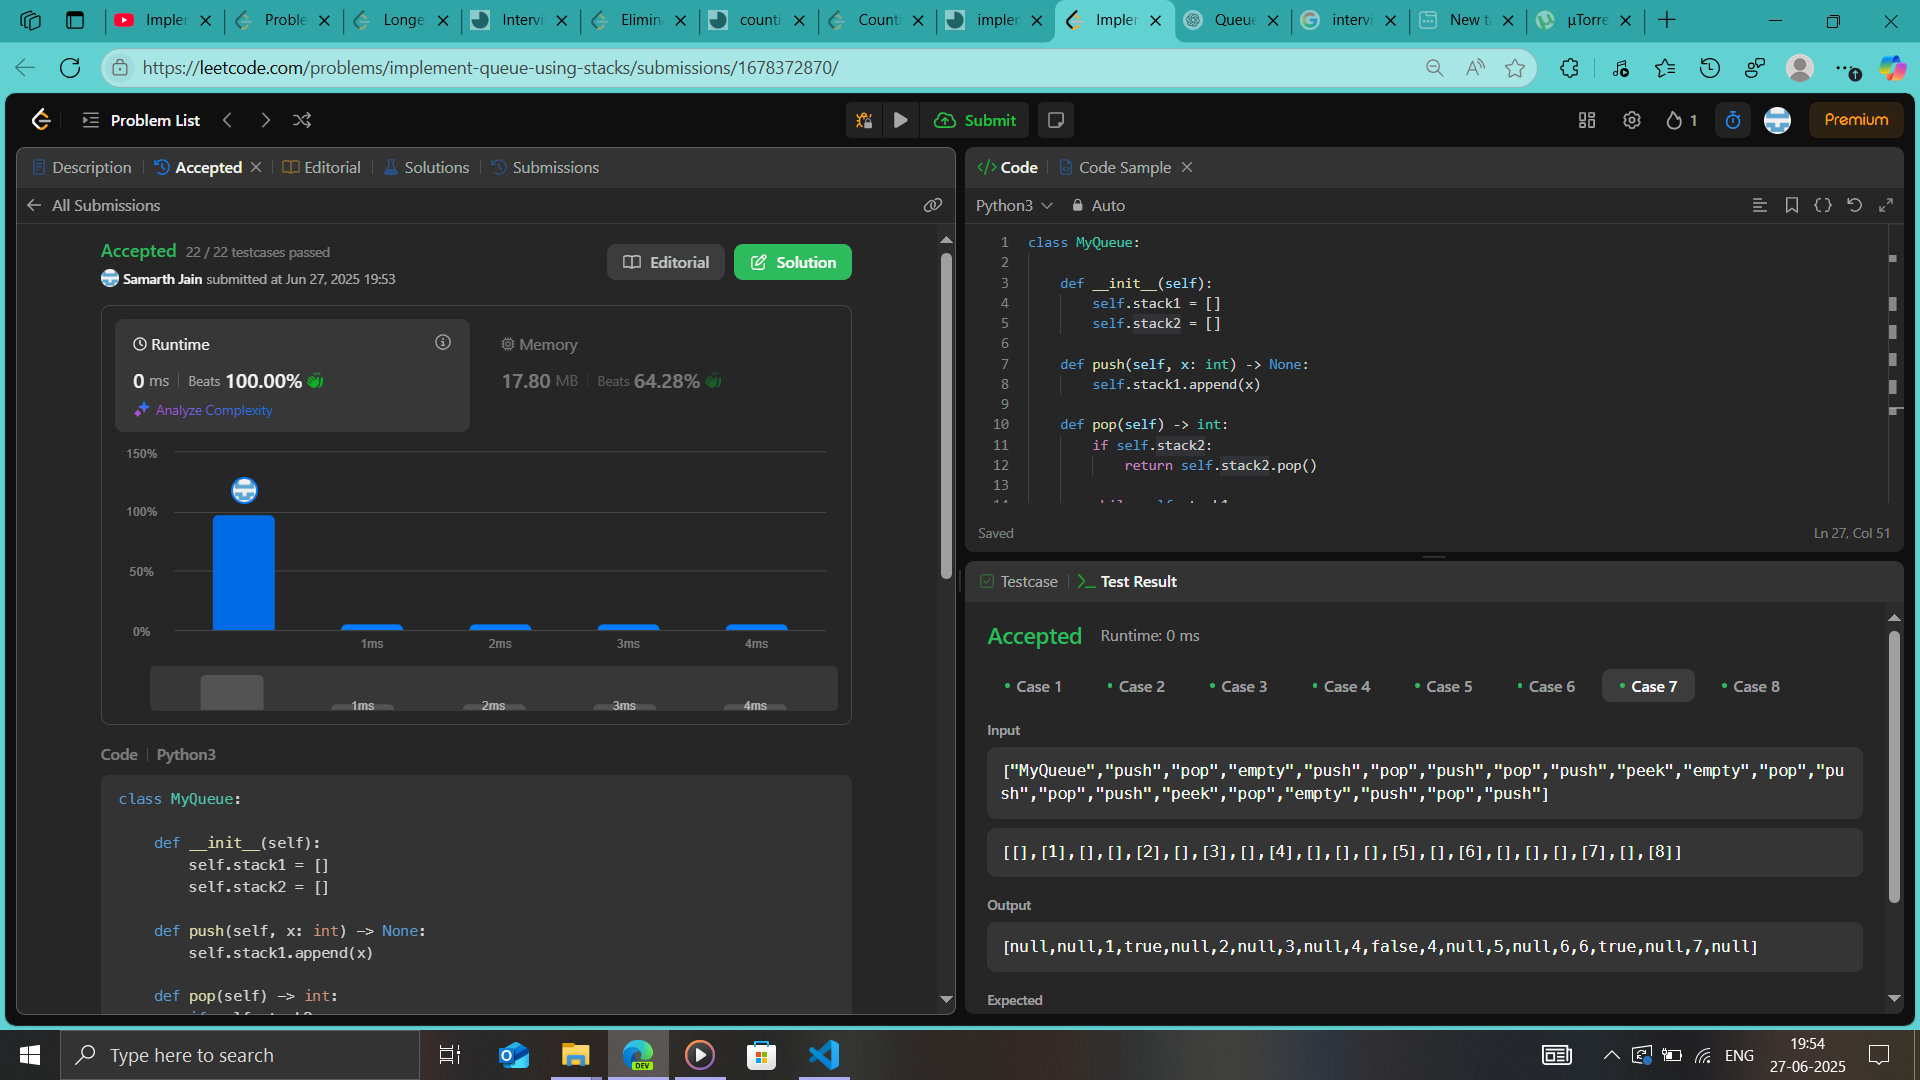 Implem
Proble
Longe
Intervi
Elimin
counti
Counti
implem
Implem
Queue
intervi
New ta
µTorre
https://leetcode.com/problems/implement-queue-using-stacks/submissions/1678372870/
Problem List
Submit
1
Premium
Description
Accepted
Editorial
Solutions
Submissions
All Submissions
Accepted 22 / 22 testcases passed
Samarth Jain submitted at Jun 27, 2025 19:53
Editorial
Solution
Runtime
0 ms | Beats 100.00%
Analyze Complexity
Memory
17.80 MB | Beats 64.28%
150%
100%
50%
0%
1ms 2ms 3ms 4ms
1ms 2ms 3ms 4ms
Code | Python3
class MyQueue:
def __init__(self):
self.stack1 = []
self.stack2 = []
def push(self, x: int) -> None:
self.stack1.append(x)
def pop(self) -> int:
Code
Code Sample
Python3
Auto
1 class MyQueue:
2
3 def __init__(self):
4 self.stack1 = []
5 self.stack2 = []
6
7 def push(self, x: int) -> None:
8 self.stack1.append(x)
9
10 def pop(self) -> int:
11 if self.stack2:
12 return self.stack2.pop()
13
Saved
Ln 27, Col 51
Testcase
Test Result
Accepted Runtime: 0 ms
Case 1
Case 2
Case 3
Case 4
Case 5
Case 6
Case 7
Case 8
Input
["MyQueue","push","pop","empty","push","pop","push","pop","push","peek","empty","pop","pu
sh","pop","push","peek","pop","empty","push","pop","push"]
[[],[1],[],[],[2],[],[3],[],[4],[],[],[],[5],[],[6],[],[],[],[7],[],[8]]
Output
[null,null,1,true,null,2,null,3,null,4,false,4,null,5,null,6,6,true,null,7,null]
Expected
Type here to search
DEV
ENG
19:54
27-06-2025